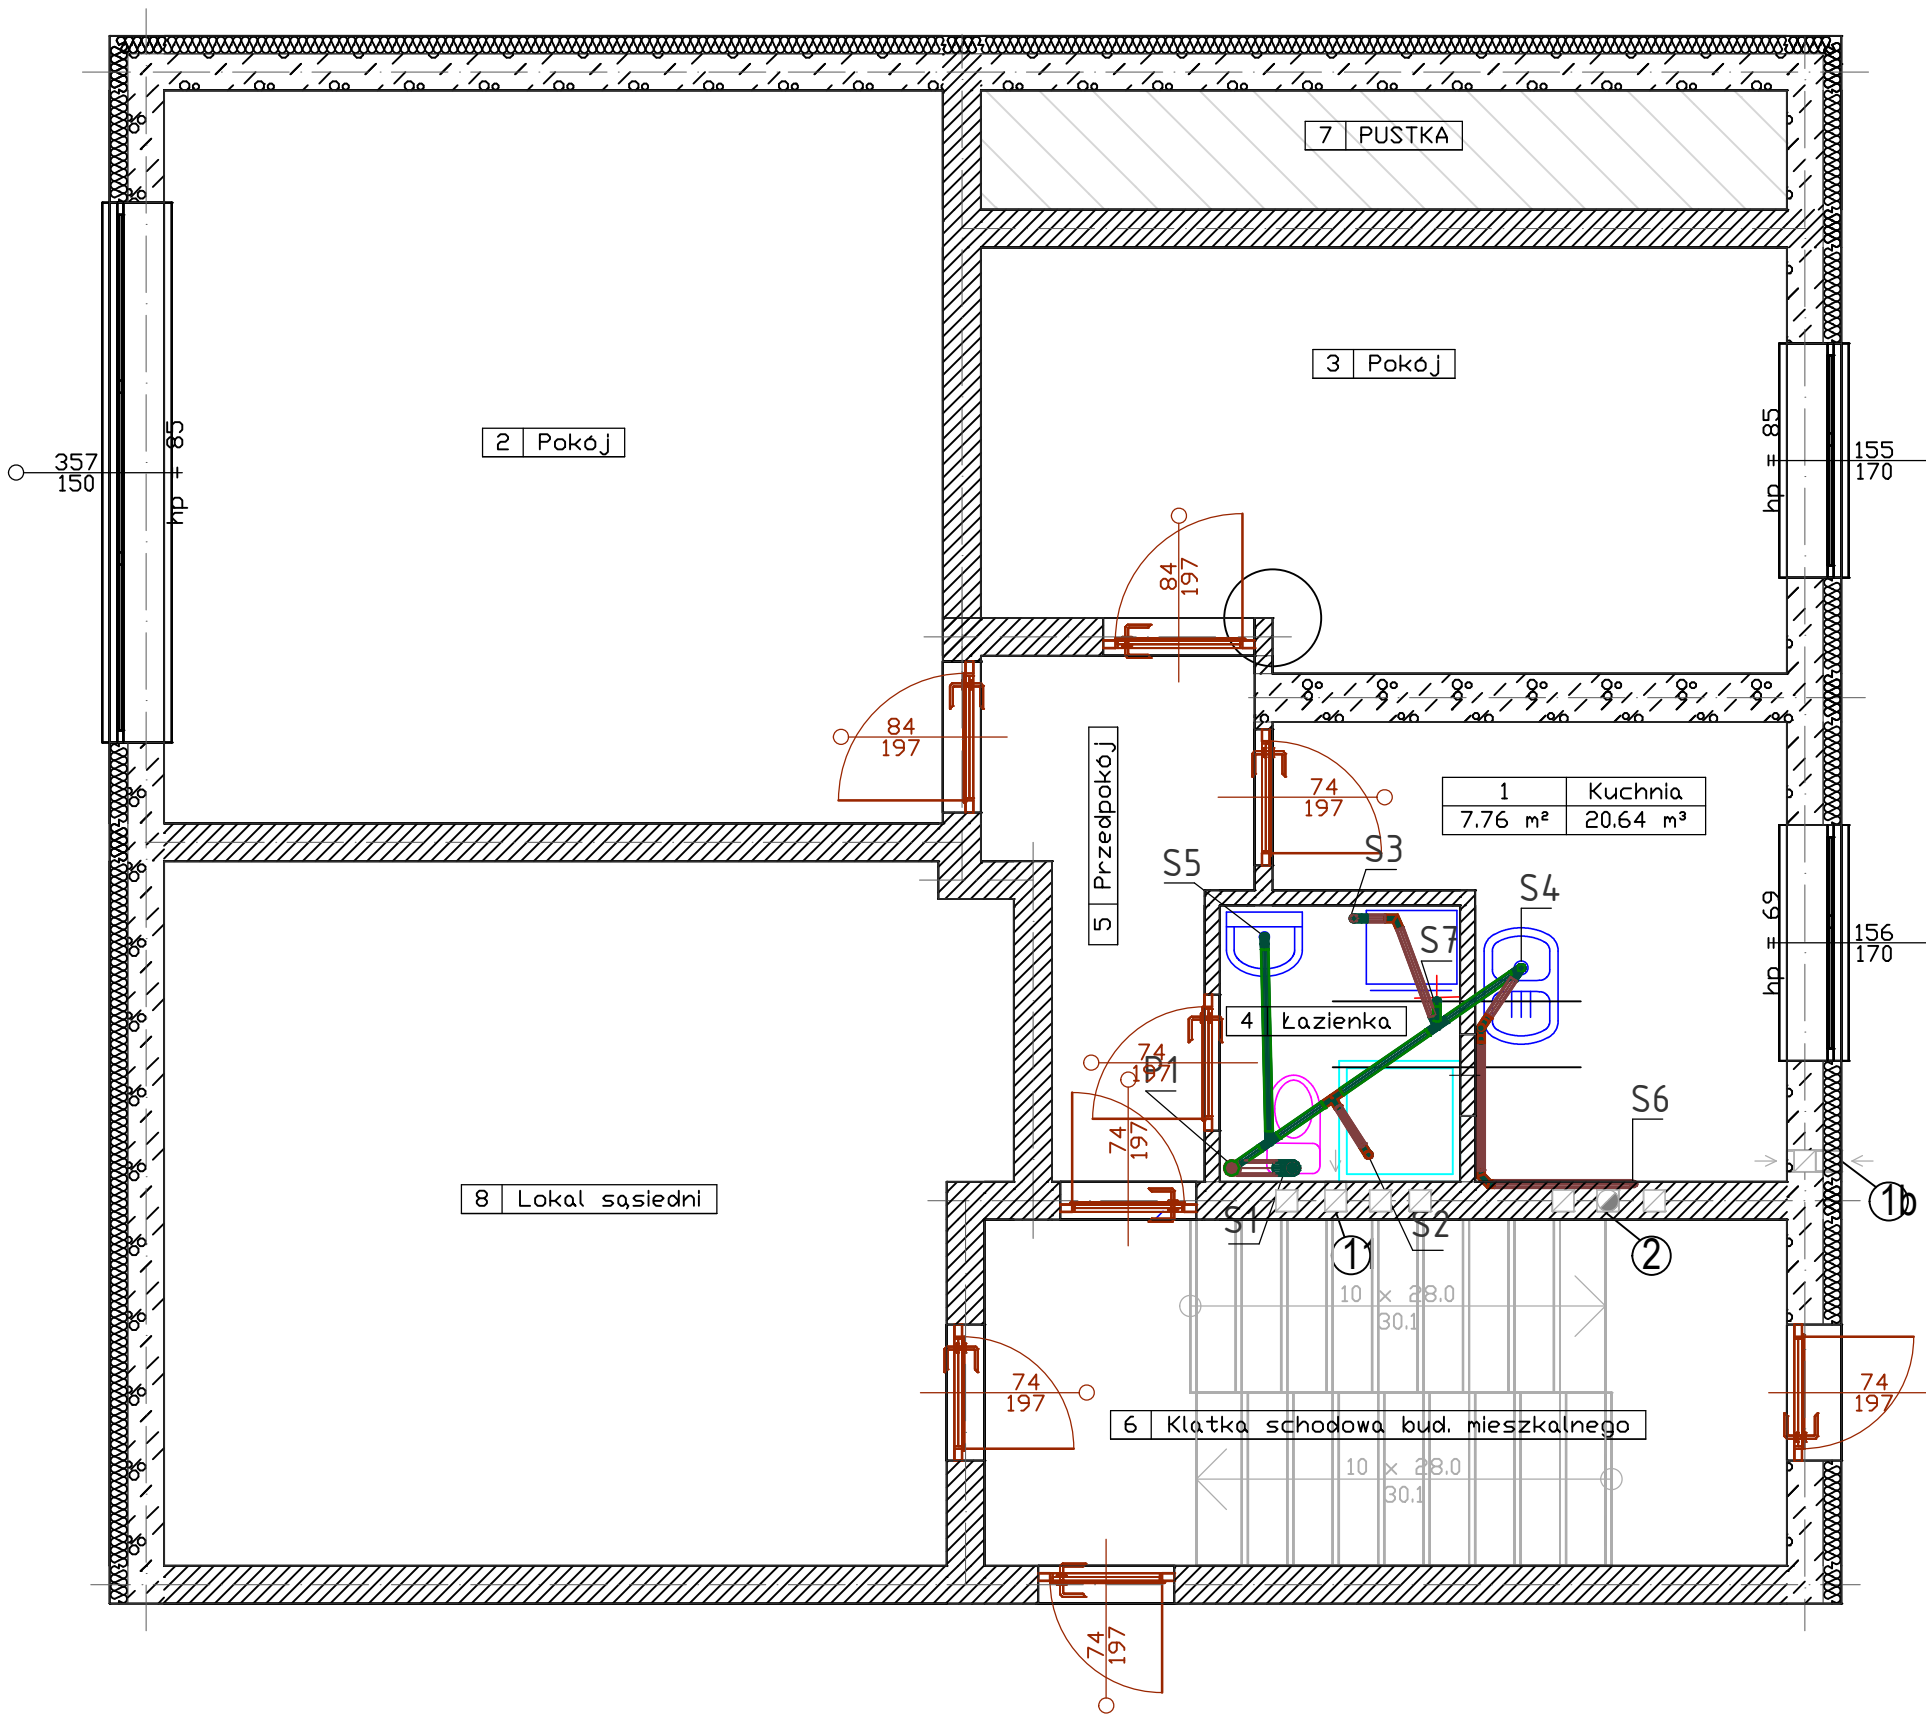 7 PUSTKA
3 Pokój
2 Pokój
hp = 85
357
150
hp = 85
155
170
84
197
84
197
74
197
1 Kuchnia
7.76 m² 20.64 m³
5 Przedpokój
S5
S3
S4
S7
hp = 69
156
170
4 Łazienka
74
197
P1
74
197
S6
8 Lokal sąsiedni
S1
S2
1
2
1b
10 x 28.0
30.1
74
197
6 Klatka schodowa bud. mieszkalnego
74
197
10 x 28.0
30.1
74
197